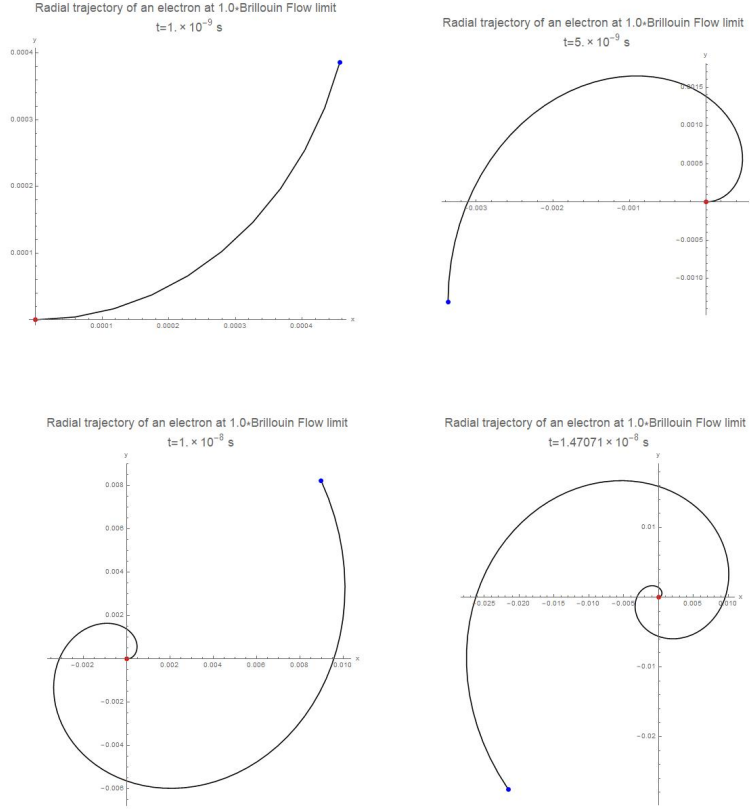 Radial trajectory of an electron at 1.0*Brillouin Flow limit
t=1. × 10⁻⁹ s
y
0.0004
0.0003
0.0002
0.0001
0.0001 0.0002 0.0003 0.0004 x
Radial trajectory of an electron at 1.0*Brillouin Flow limit
t=5. × 10⁻⁹ s
y
0.0015
0.0010
0.0005
-0.003 -0.002 -0.001
-0.0005
-0.0010
Radial trajectory of an electron at 1.0*Brillouin Flow limit
t=1. × 10⁻⁸ s
y
0.008
0.006
0.004
0.002
-0.002 0.002 0.004 0.006 0.008 0.010 x
-0.002
-0.004
-0.006
Radial trajectory of an electron at 1.0*Brillouin Flow limit
t=1.47071 × 10⁻⁸ s
y
0.01
-0.025 -0.020 -0.015 -0.010 -0.005 0.005 0.010 x
-0.01
-0.02